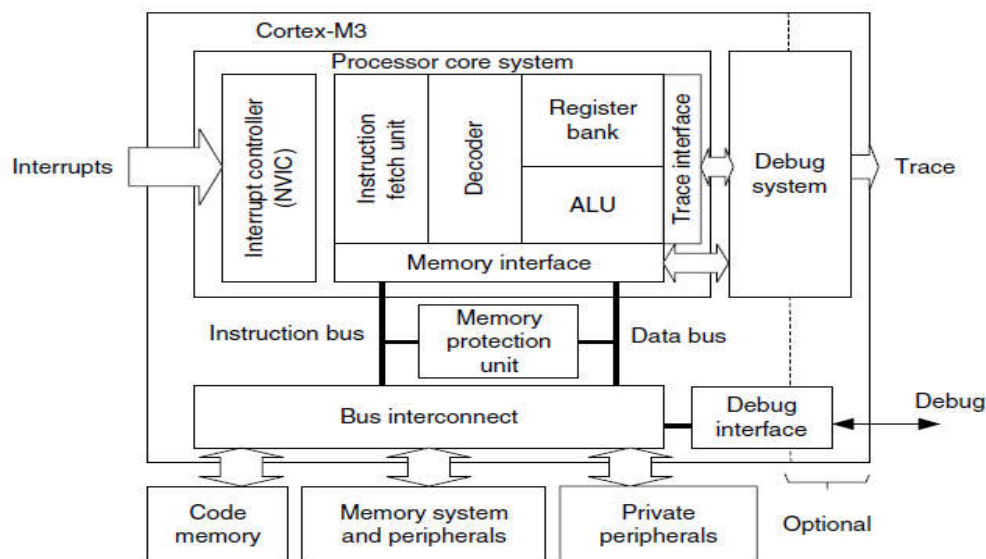 Cortex-M3
Processor core system
Interrupts
Interrupt controller
(NVIC)
Instruction
fetch unit
Decoder
Register
bank
ALU
Trace interface
Memory interface
Debug
system
Trace
Instruction bus
Memory
protection
unit
Data bus
Bus interconnect
Debug
interface
Debug
Code
memory
Memory system
and peripherals
Private
peripherals
Optional